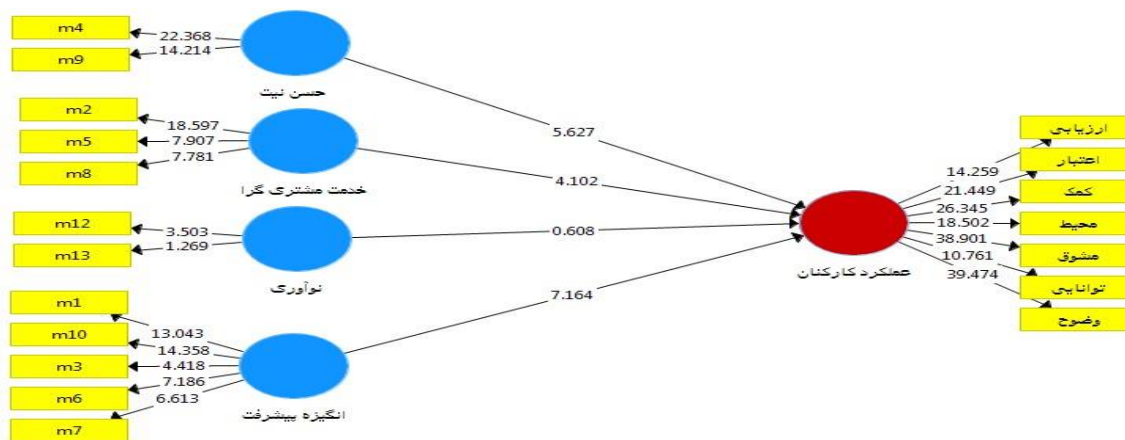 m4
m9
22.368
14.214
حسن نیت
m2
m5
m8
18.597
7.907
7.781
خدمت مشتری گرا
m12
m13
3.503
1.269
نوآوری
m1
m10
m3
m6
m7
13.043
14.358
4.418
7.186
6.613
انگیزه پیشرفت
5.627
4.102
0.608
7.164
عملکرد کارکنان
14.259
21.449
26.345
18.502
38.901
10.761
39.474
ارزیابی
اعتبار
کمک
محیط
مشوق
توانایی
وضوح